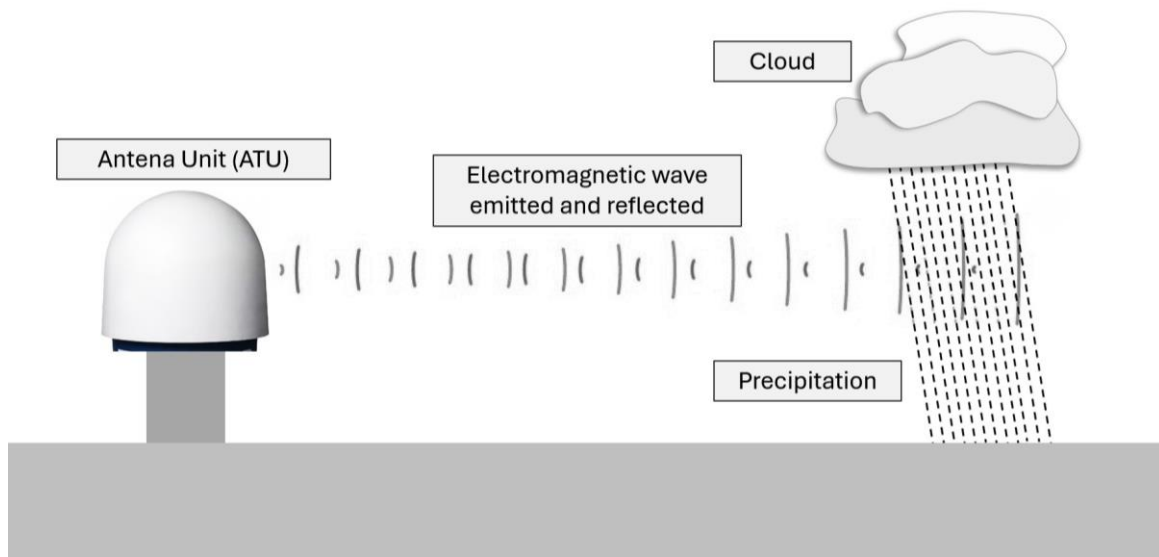 Cloud
Antena Unit (ATU)
Electromagnetic wave
emitted and reflected
Precipitation